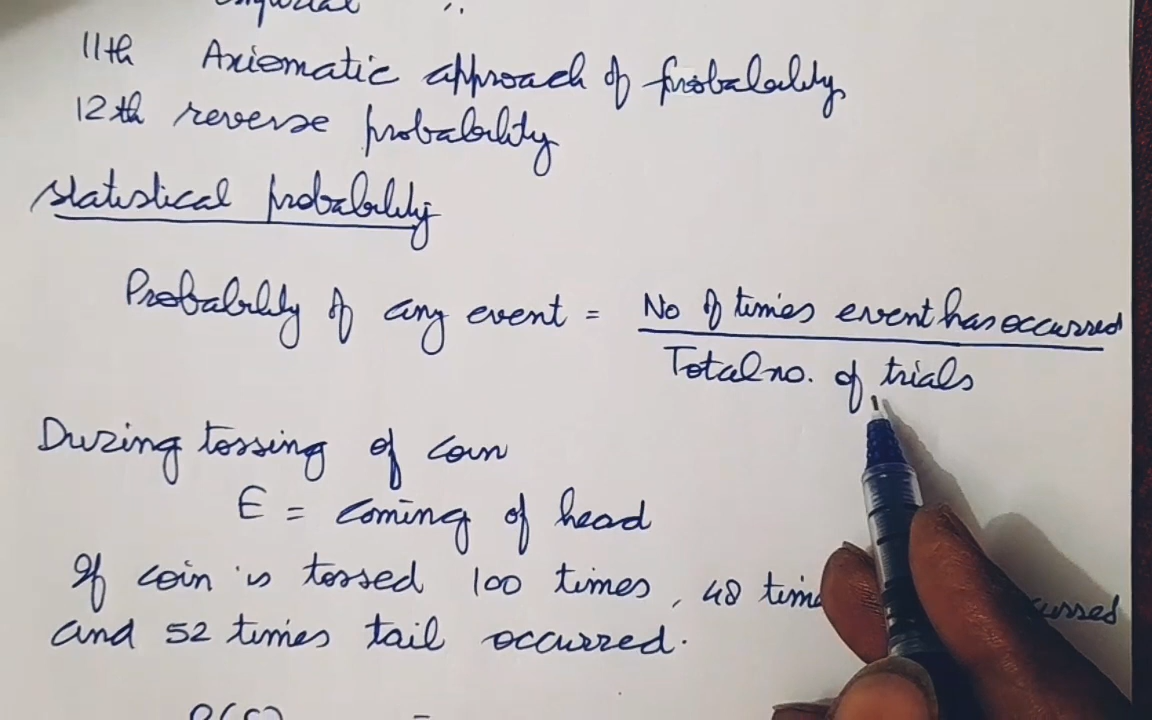 11th Axiomatic approach of probability
12th reverse probability
statistical probability
Probability of any event = No of times event has occurred
Total no. of trials
During tossing of coin
E = coming of head
If coin is tossed 100 times, 48
and 52 times tail occurred.